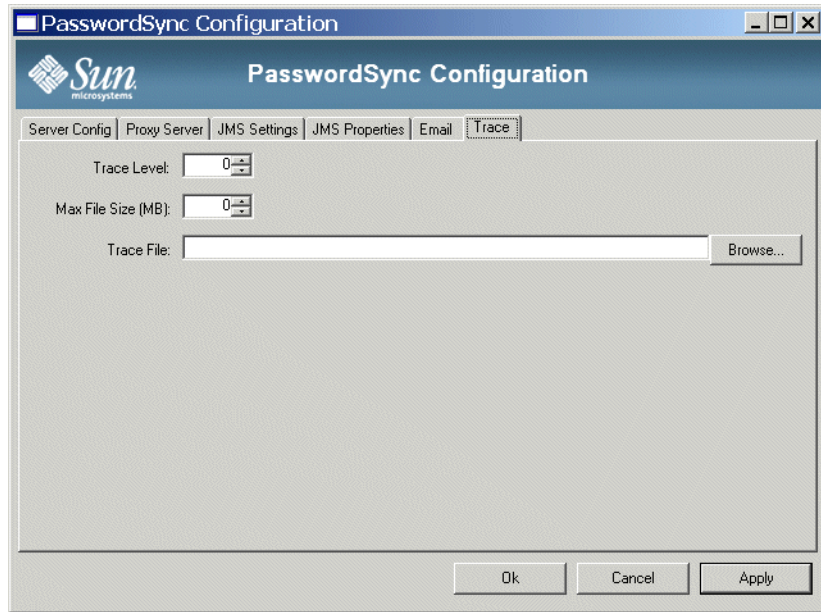 PasswordSync Configuration
Sun
microsystems
PasswordSync Configuration
Server Config Proxy Server JMS Settings JMS Properties Email Trace
Trace Level: 0
Max File Size (MB): 0
Trace File: Browse...
Ok Cancel Apply